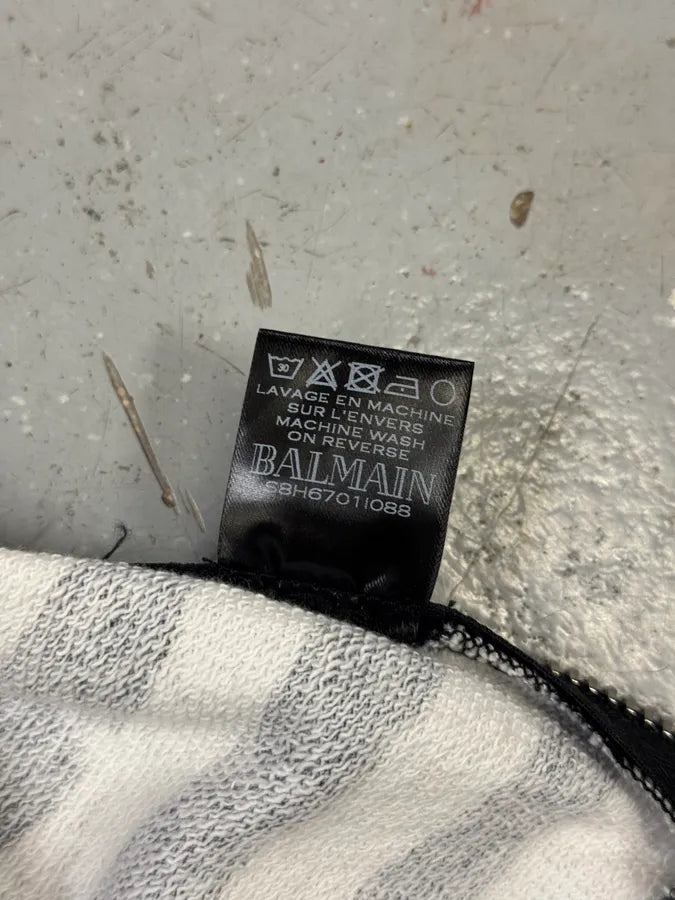 30
LAVAGE EN MACHINE
SUR L'ENVERS
MACHINE WASH
ON REVERSE
BALMAIN
S8H6701I088